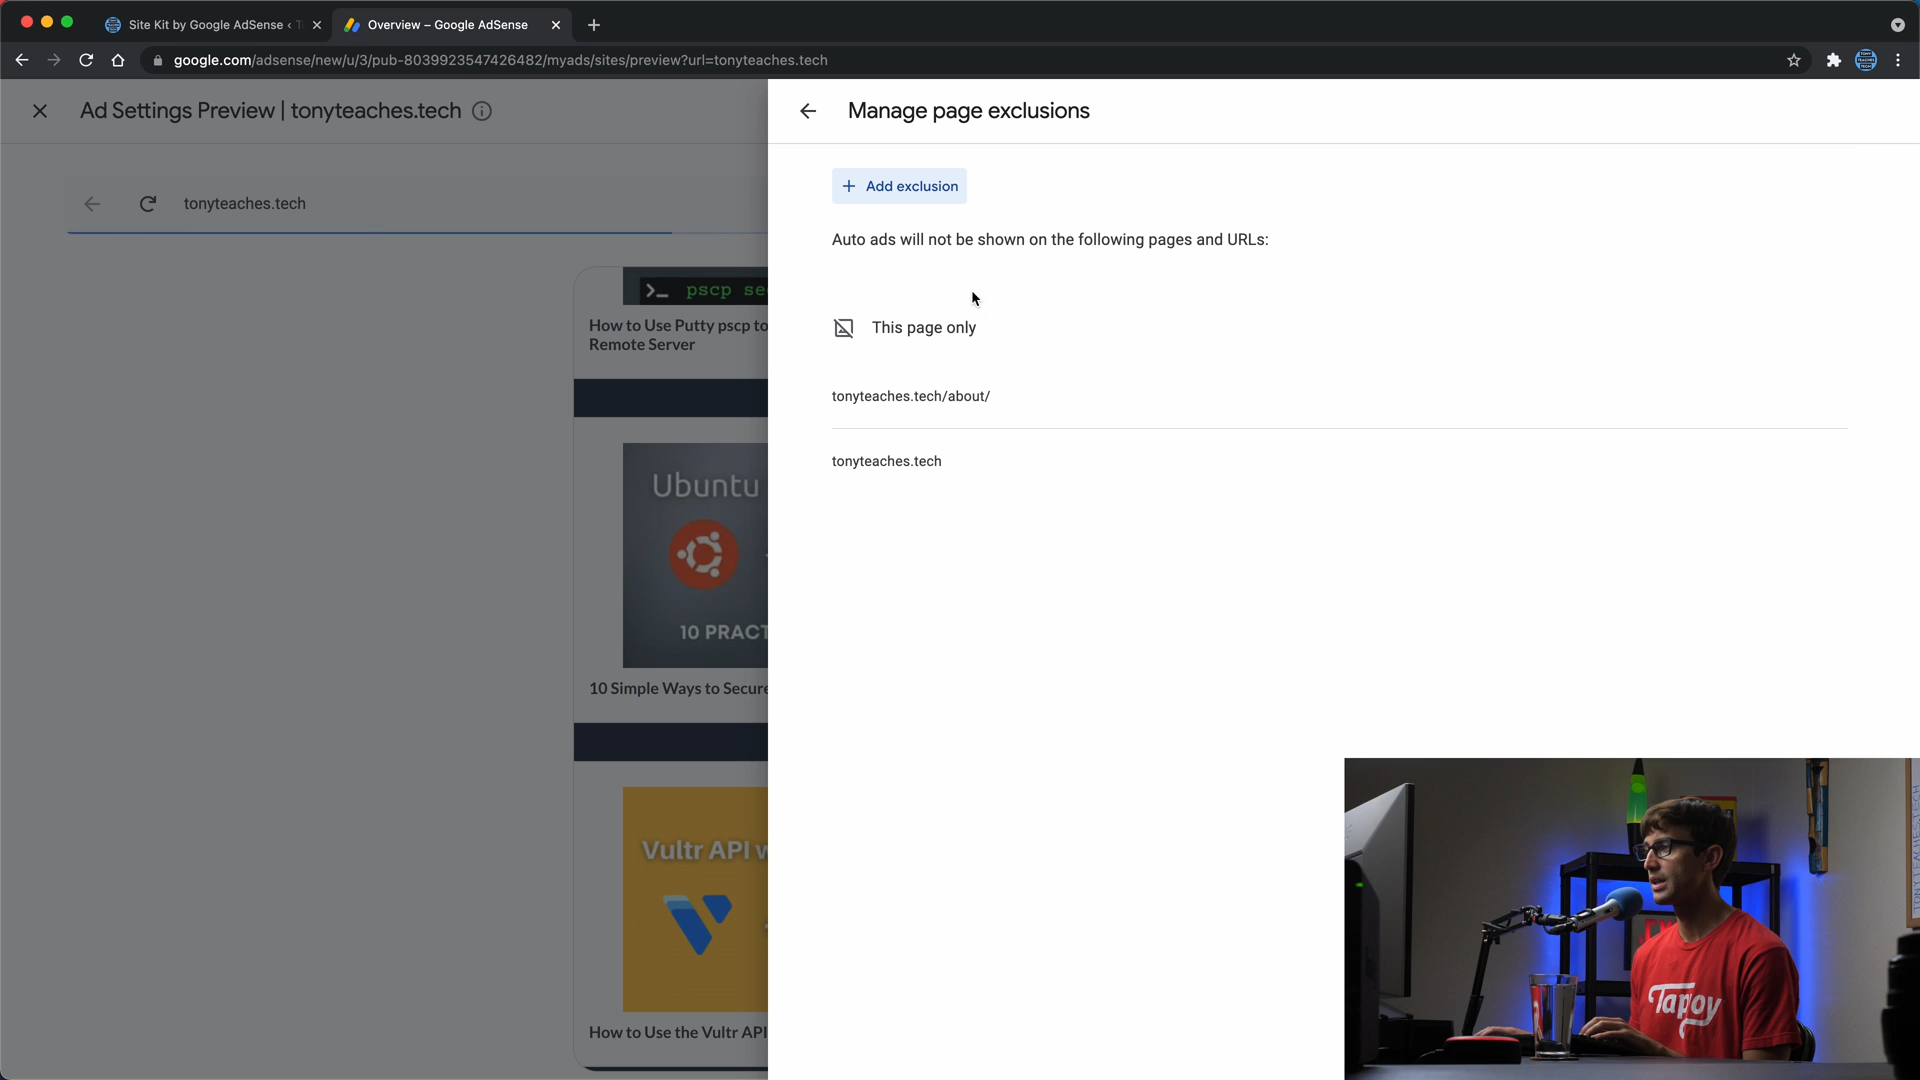 Site Kit by Google AdSense ‹ T
Overview – Google AdSense
google.com/adsense/new/u/3/pub-8039923547426482/myads/sites/preview?url=tonyteaches.tech
Ad Settings Preview | tonyteaches.tech
Manage page exclusions
+ Add exclusion
tonyteaches.tech
Auto ads will not be shown on the following pages and URLs:
>_ pscp se
How to Use Putty pscp to
Remote Server
This page only
tonyteaches.tech/about/
tonyteaches.tech
Ubuntu
10 PRACT
10 Simple Ways to Secure
Vultr API w
How to Use the Vultr API
TONYTEACHES.TECH
Tapjoy